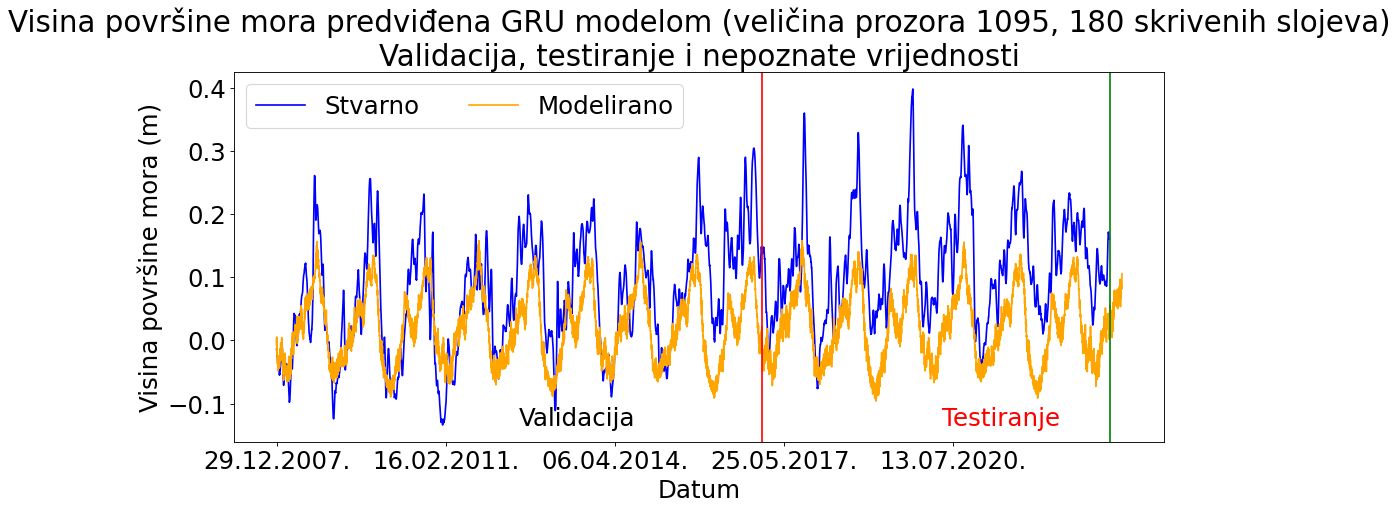 Visina površine mora predviđena GRU modelom (veličina prozora 1095, 180 skrivenih slojeva)
Validacija, testiranje i nepoznate vrijednosti
Stvarno
Modelirano
Visina površine mora (m)
0.4
0.3
0.2
0.1
0.0
−0.1
Validacija
Testiranje
29.12.2007.
16.02.2011.
06.04.2014.
25.05.2017.
13.07.2020.
Datum